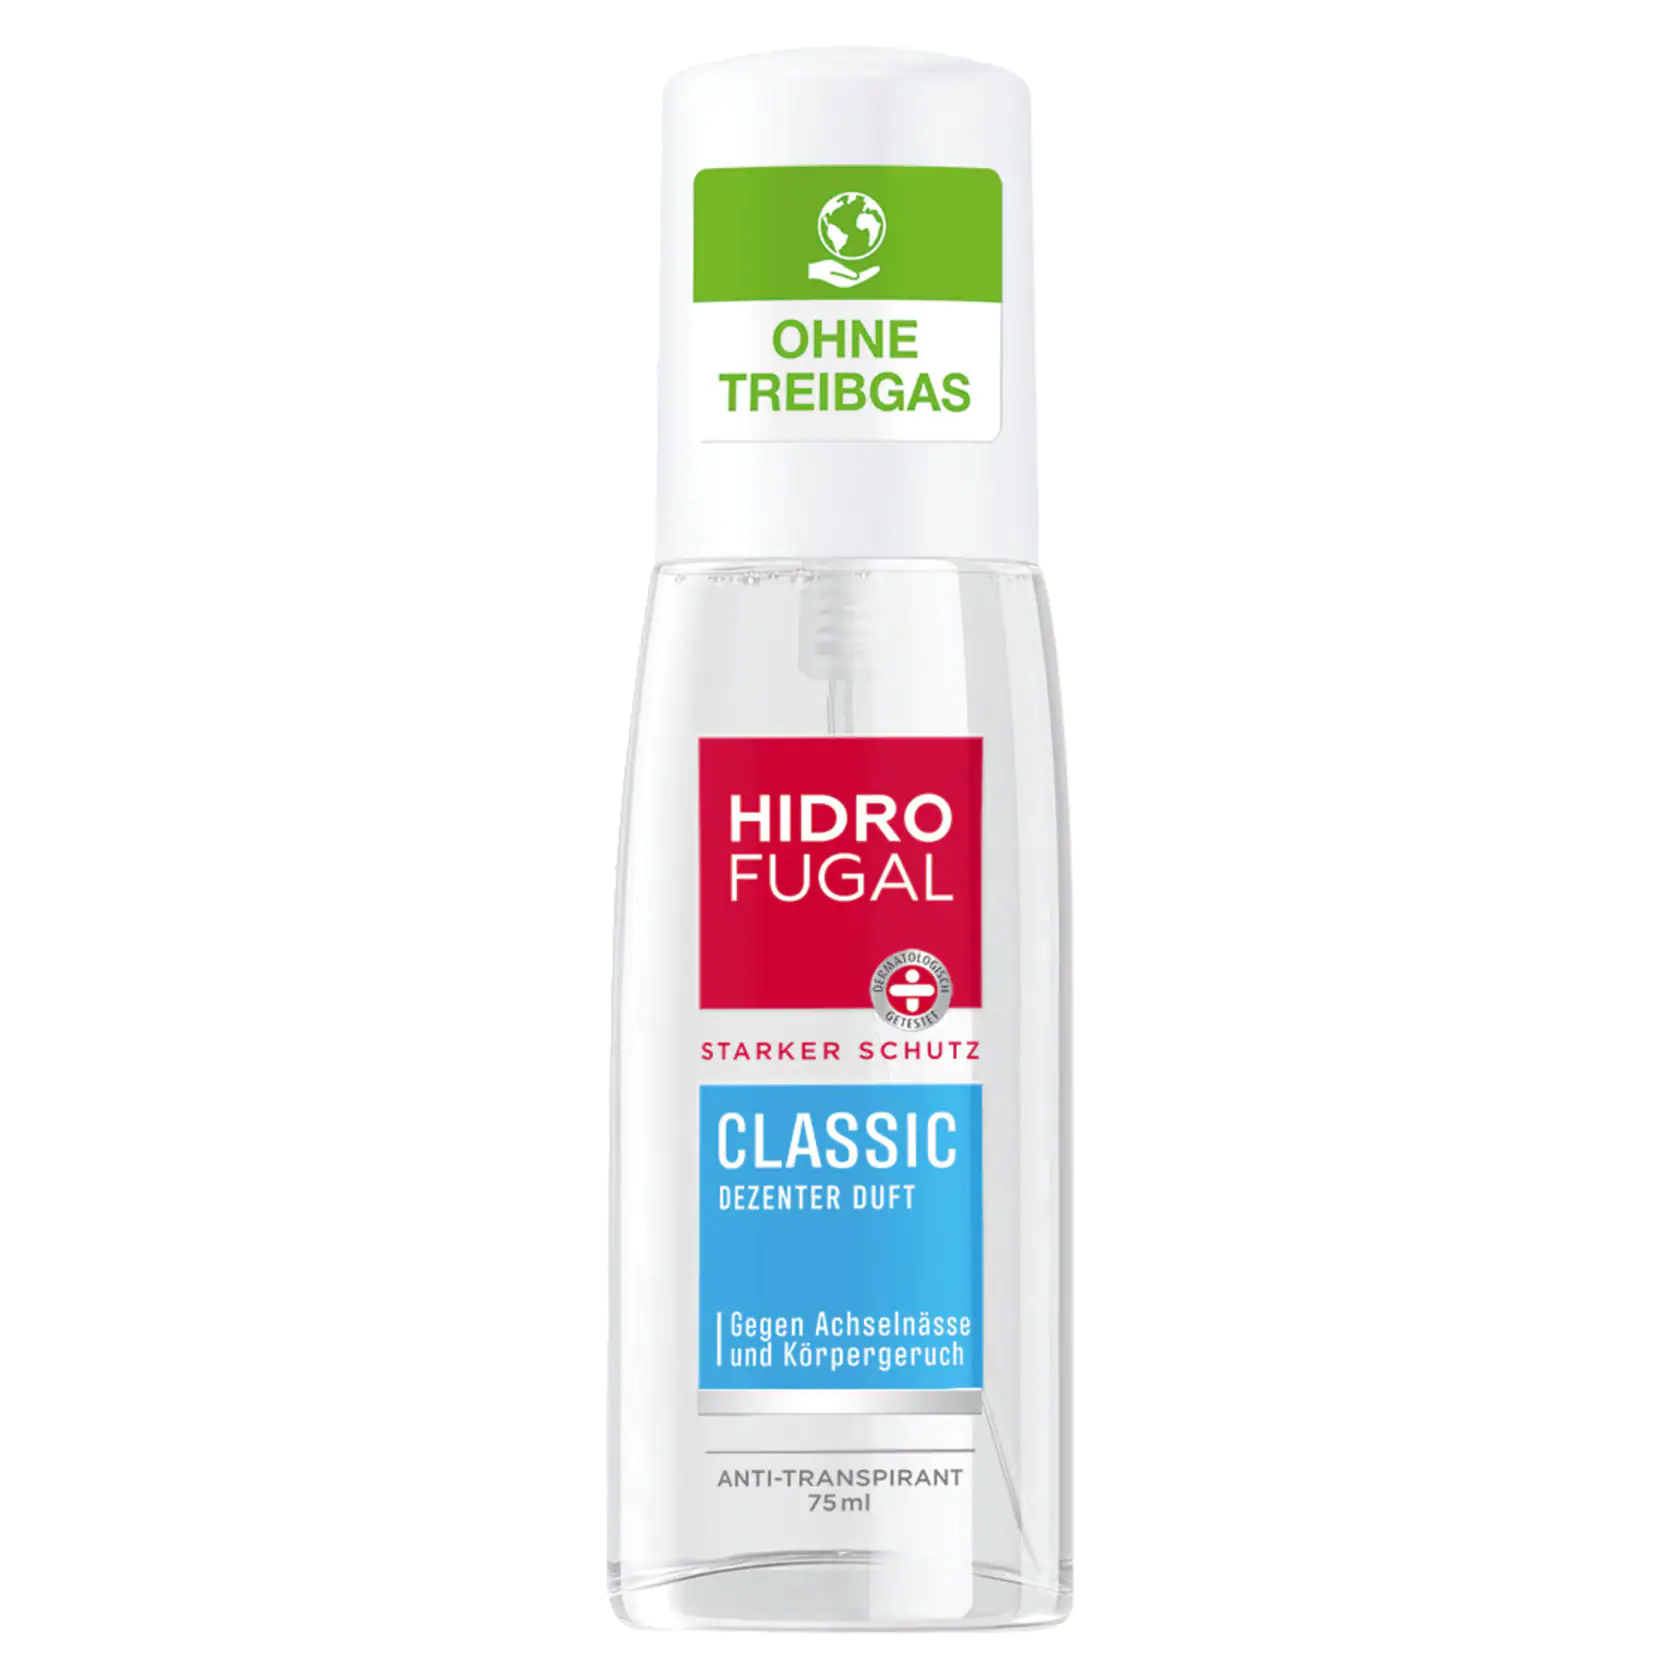 OHNE
TREIBGAS
HIDRO
FUGAL
DERMATOLOGISCH
GETESTET
STARKER SCHUTZ
CLASSIC
DEZENTER DUFT
Gegen Achselnässe
und Körpergeruch
ANTI-TRANSPIRANT
75ml